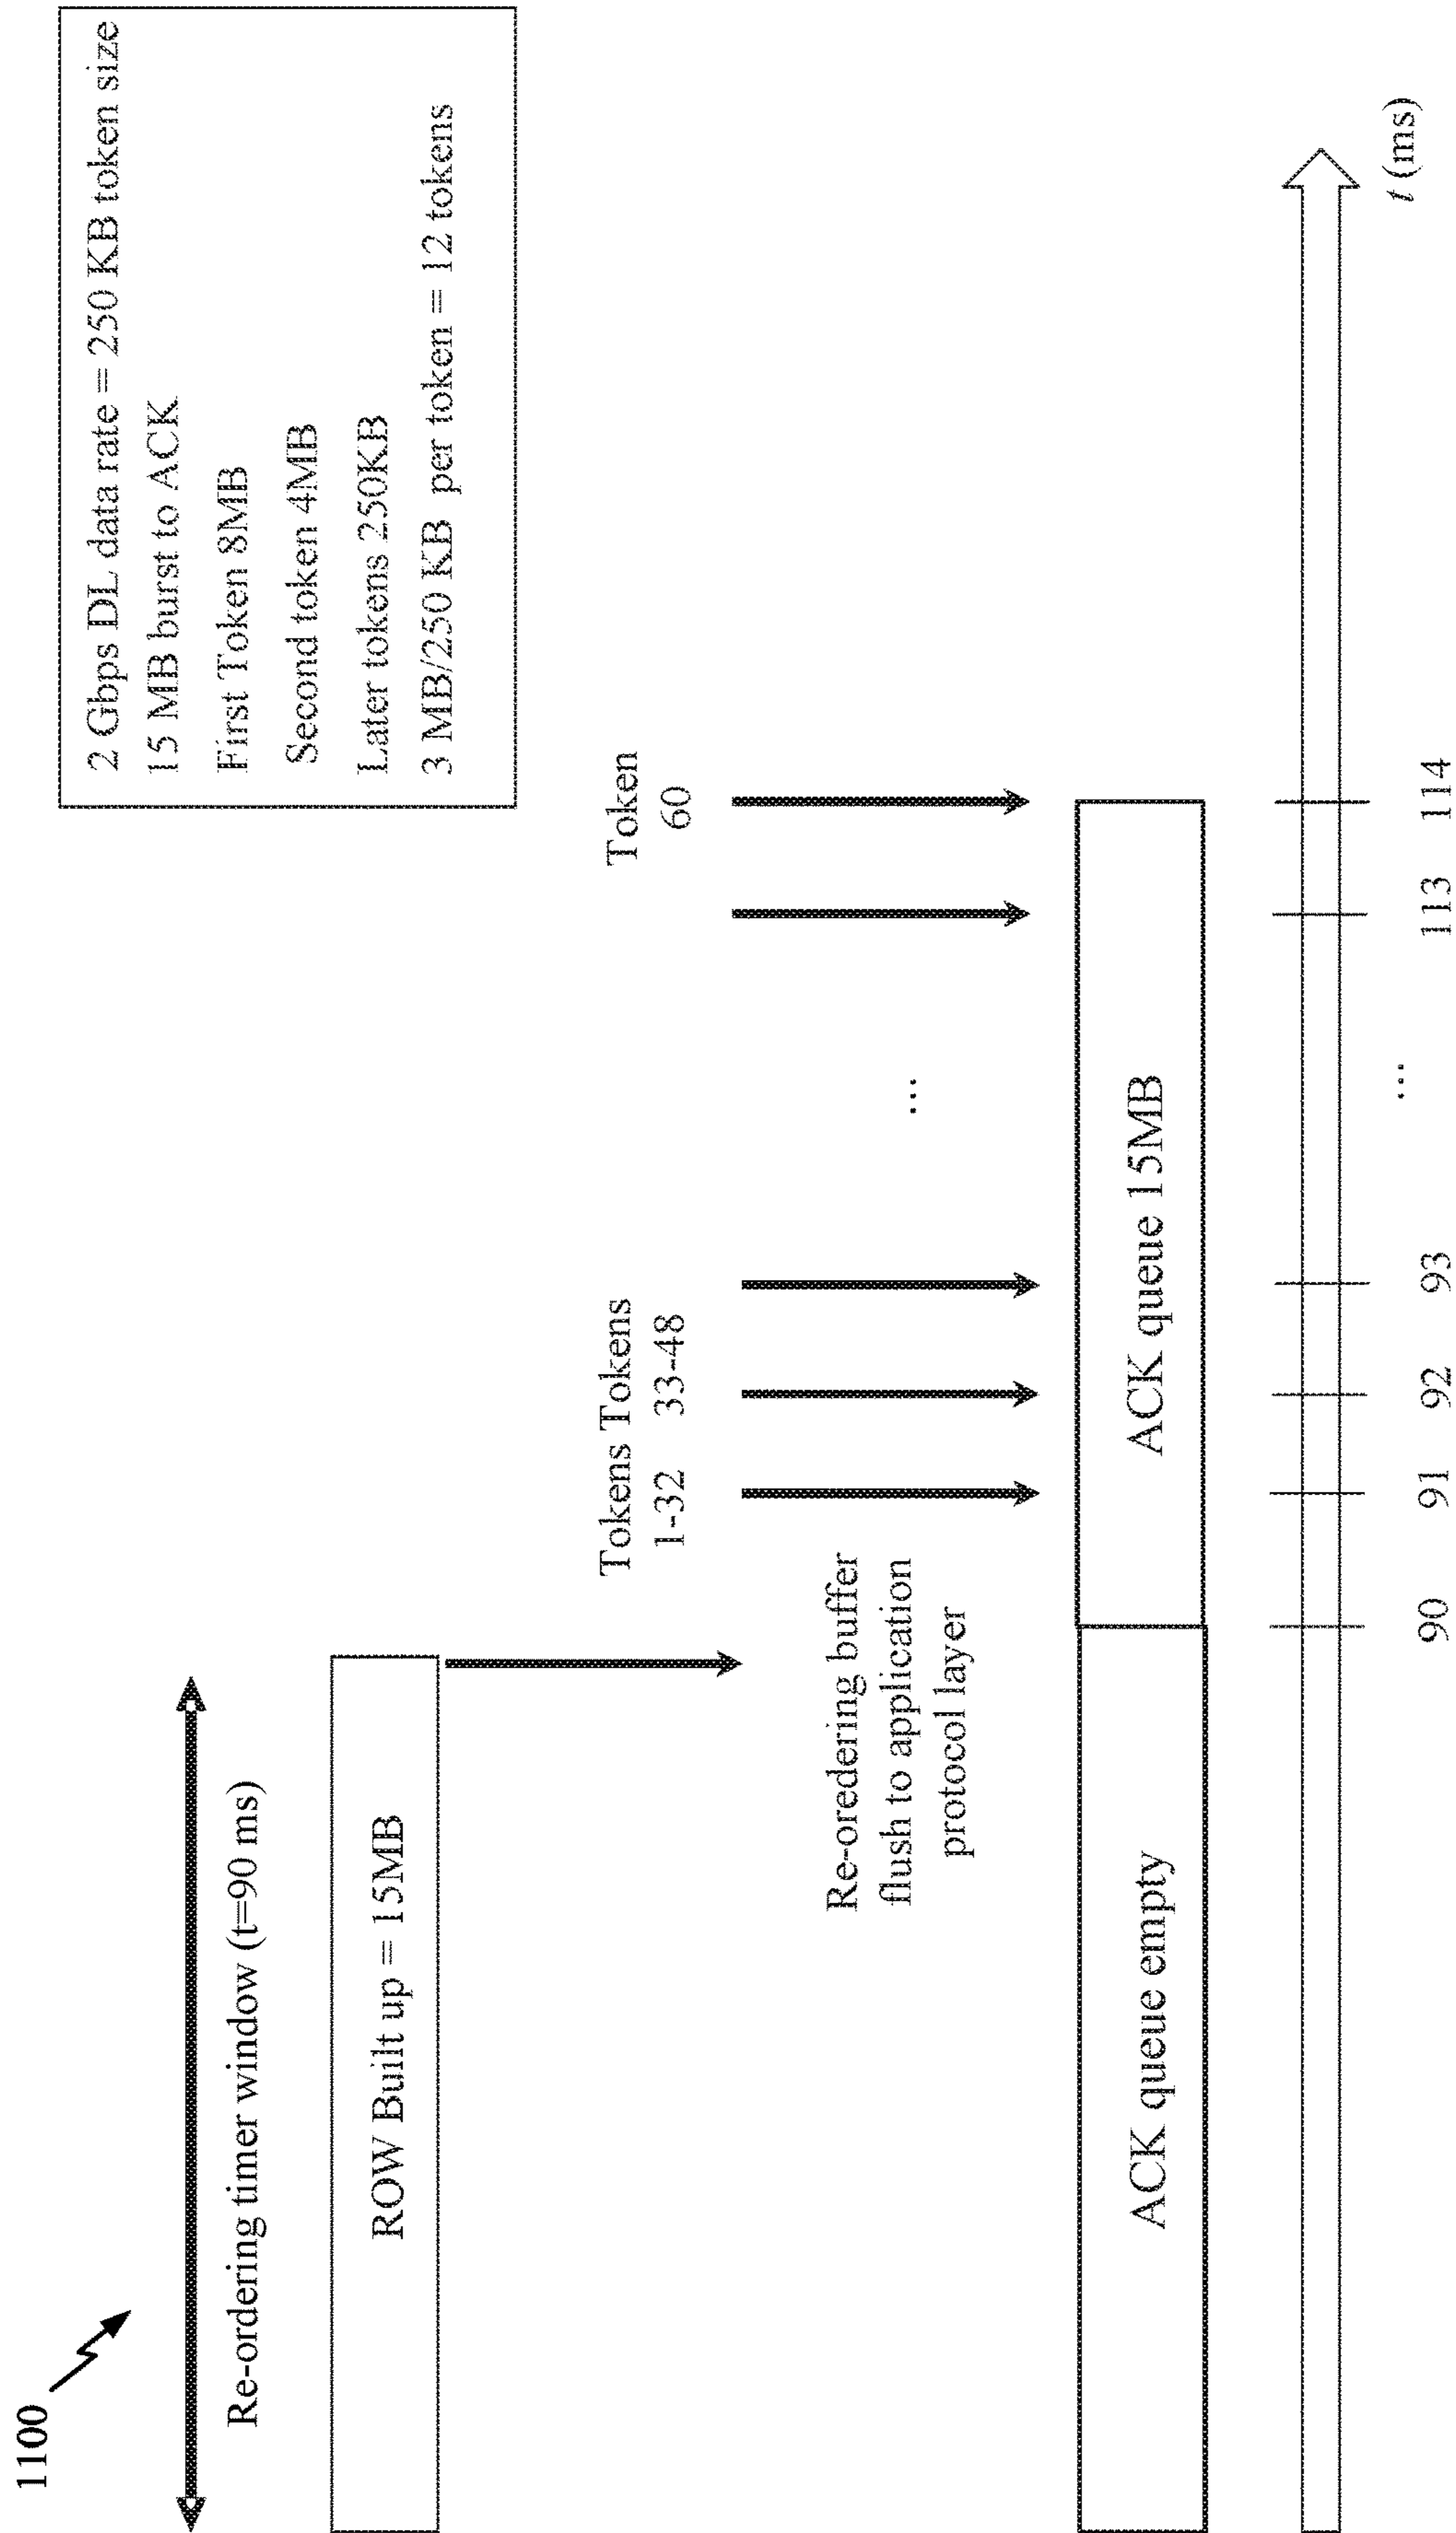 1100
Re-ordering timer window (t=90 ms)
ROW Built up = 15MB
2 Gbps DL data rate = 250 KB token size
15 MB burst to ACK
First Token 8MB
Second token 4MB
Later tokens 250KB
3 MB/250 KB per token = 12 tokens
Tokens Tokens
1-32 33-48
Token
60
Re-oredering buffer
flush to application
protocol layer
...
ACK queue empty
ACK queue 15MB
90 91 92 93 ... 113 114
t (ms)